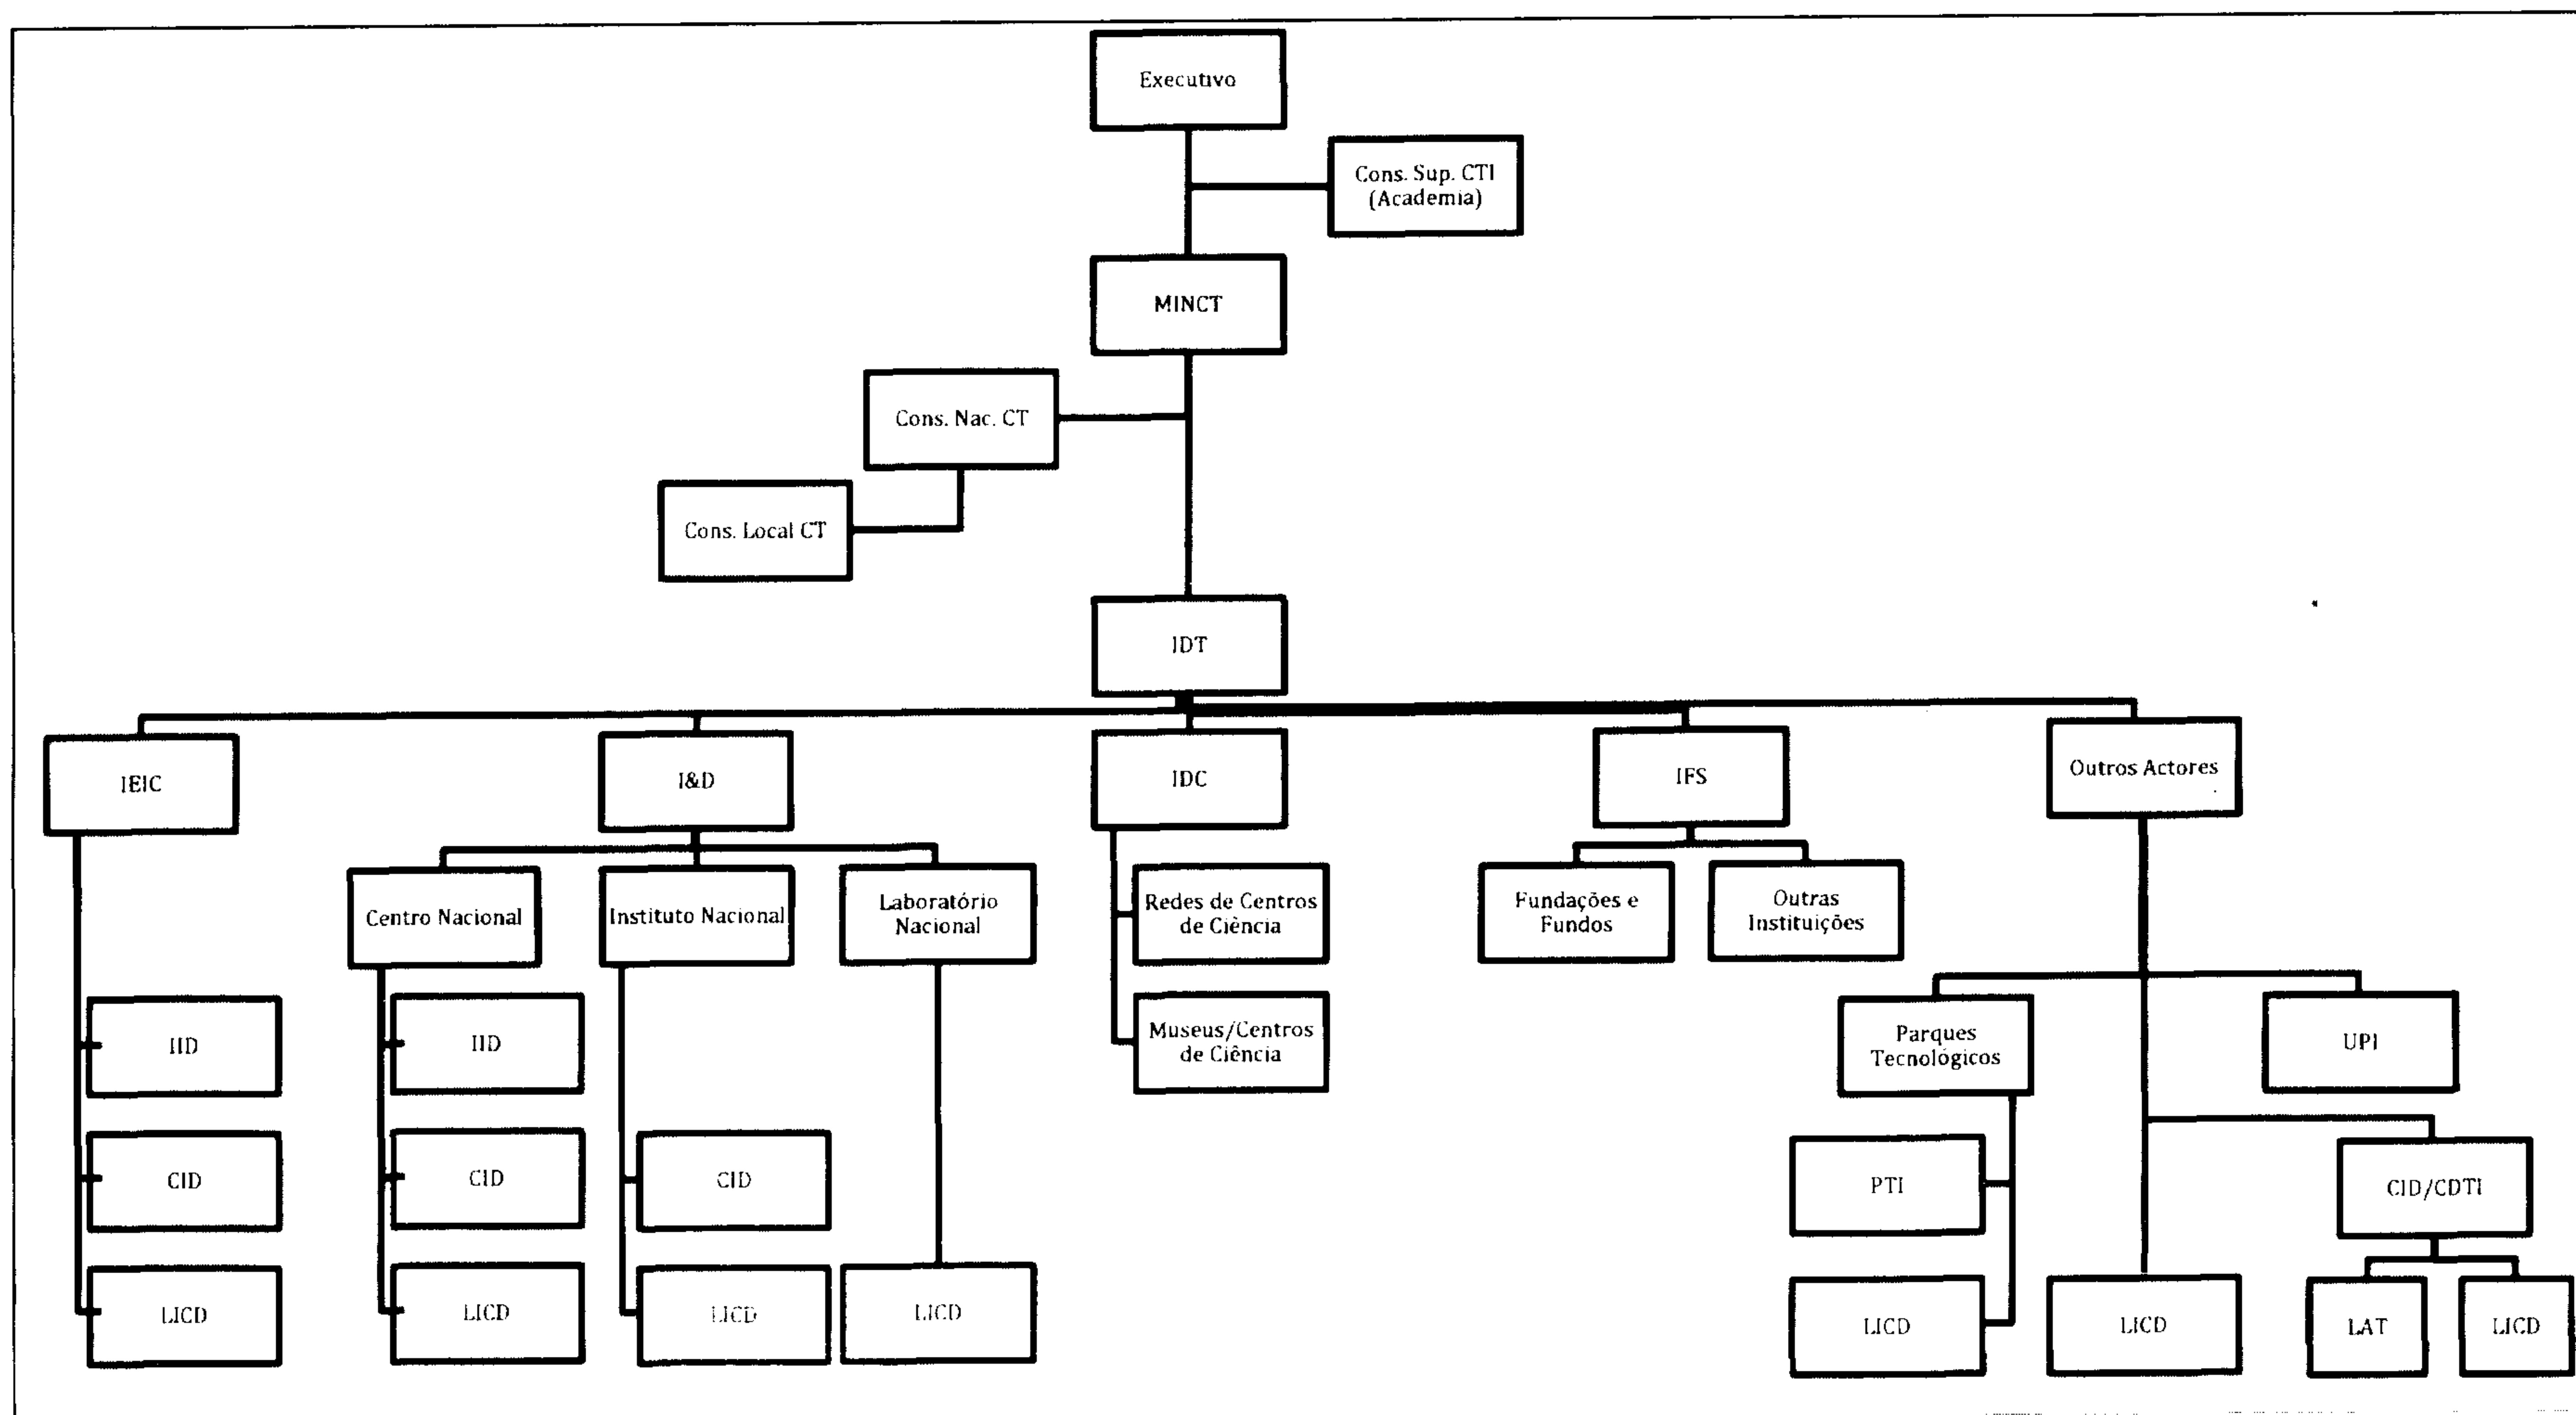 Executivo
Cons. Sup. CTI
(Academia)
MINCT
Cons. Nac. CT
Cons. Local CT
IDT
IEIC
I&D
IDC
IFS
Outros Actores
Centro Nacional
Instituto Nacional
Laboratório
Nacional
Redes de Centros
de Ciência
Fundações e
Fundos
Outras
Instituições
IID
IID
Museus/Centros
de Ciência
Parques
Tecnológicos
UPI
CID
CID
CID
PTI
CID/CDTI
LICD
LICD
LICD
LICD
LICD
LICD
LAT
LICD